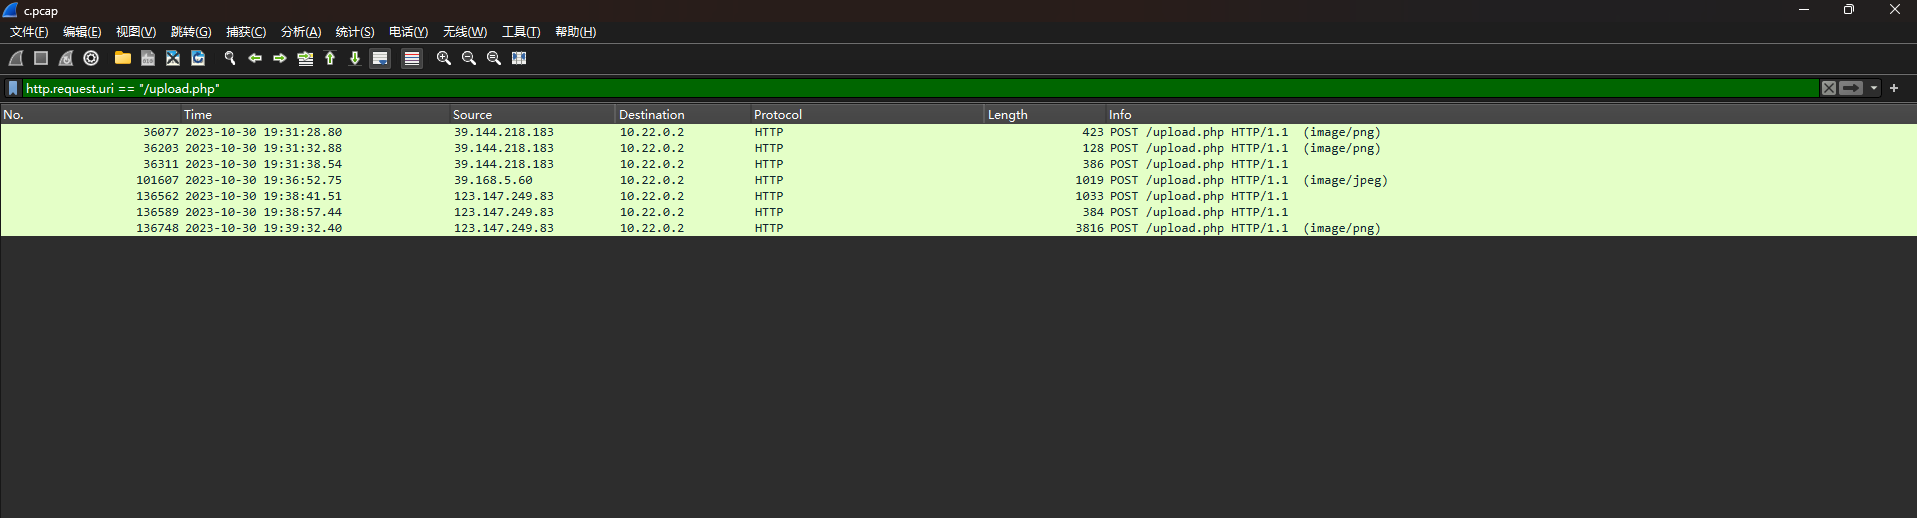 c.pcap
文件(F) 编辑(E) 视图(V) 跳转(G) 捕获(C) 分析(A) 统计(S) 电话(Y) 无线(W) 工具(T) 帮助(H)
http.request.uri == "/upload.php"
No. Time Source Destination Protocol Length Info
36077 2023-10-30 19:31:28.80 39.144.218.183 10.22.0.2 HTTP 423 POST /upload.php HTTP/1.1 (image/png)
36203 2023-10-30 19:31:32.88 39.144.218.183 10.22.0.2 HTTP 128 POST /upload.php HTTP/1.1 (image/png)
36311 2023-10-30 19:31:38.54 39.144.218.183 10.22.0.2 HTTP 386 POST /upload.php HTTP/1.1
101607 2023-10-30 19:36:52.75 39.168.5.60 10.22.0.2 HTTP 1019 POST /upload.php HTTP/1.1 (image/jpeg)
136562 2023-10-30 19:38:41.51 123.147.249.83 10.22.0.2 HTTP 1033 POST /upload.php HTTP/1.1
136589 2023-10-30 19:38:57.44 123.147.249.83 10.22.0.2 HTTP 384 POST /upload.php HTTP/1.1
136748 2023-10-30 19:39:32.40 123.147.249.83 10.22.0.2 HTTP 3816 POST /upload.php HTTP/1.1 (image/png)